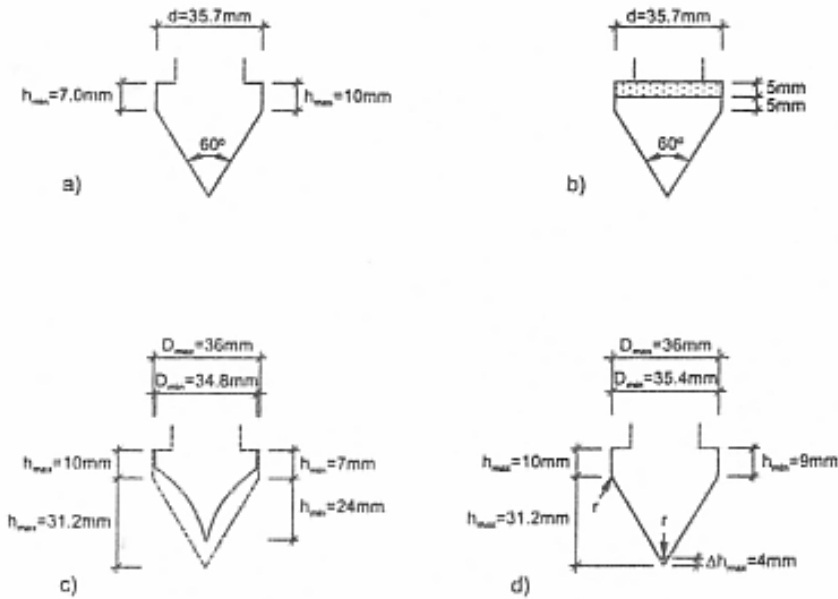 d=35.7mm
h_min=7.0mm
h_max=10mm
60º
a)
d=35.7mm
5mm
5mm
60º
b)
D_max=36mm
D_min=34.8mm
h_max=10mm
h_min=7mm
h_max=31.2mm
h_min=24mm
c)
D_max=36mm
D_min=35.4mm
h_max=10mm
h_min=9mm
r
h_max=31.2mm
r
Δh_max=4mm
d)